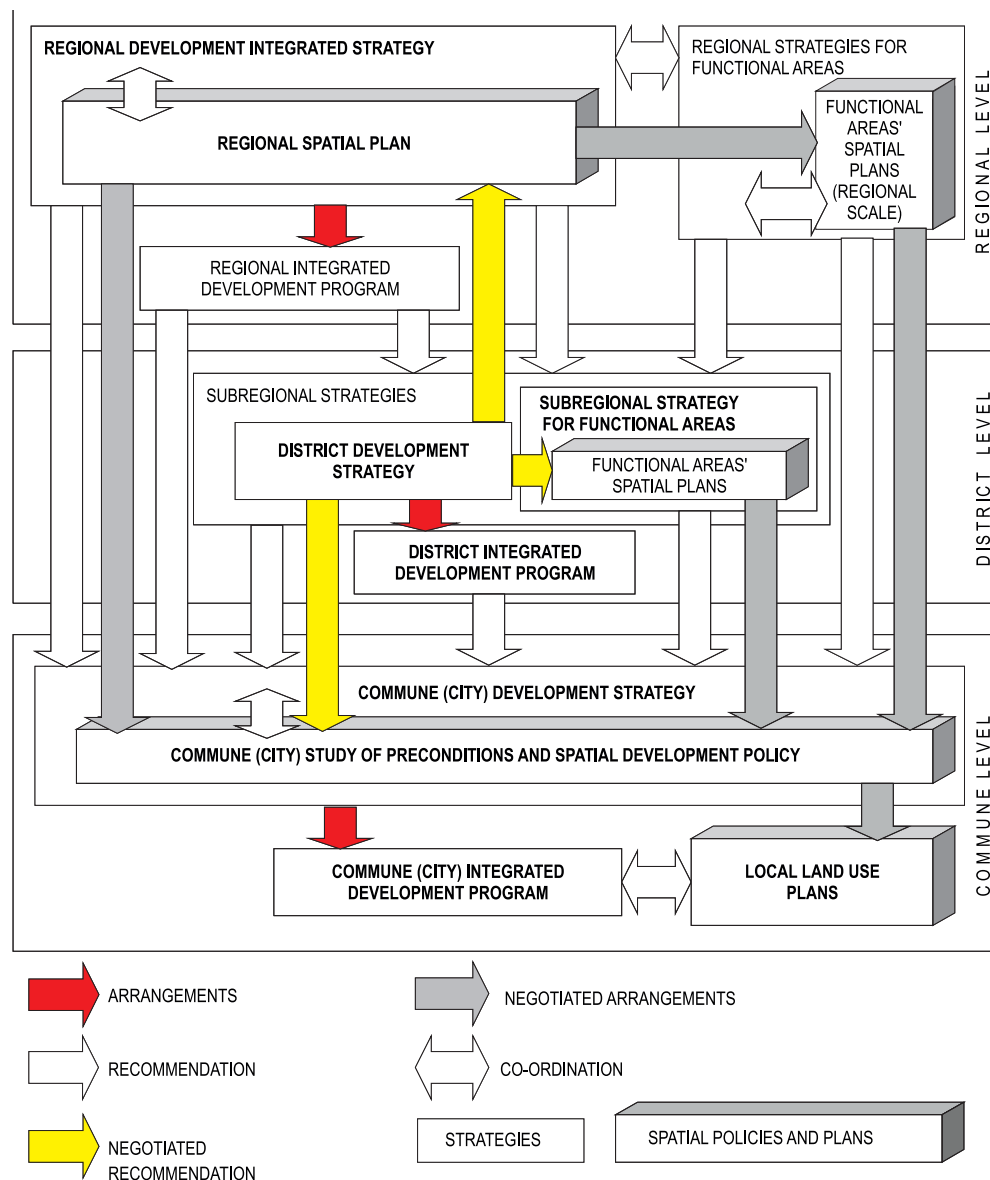 REGIONAL DEVELOPMENT INTEGRATED STRATEGY
REGIONAL STRATEGIES FOR
FUNCTIONAL AREAS
REGIONAL SPATIAL PLAN
FUNCTIONAL
AREAS'
SPATIAL
PLANS
(REGIONAL
SCALE)
REGIONAL LEVEL
REGIONAL INTEGRATED
DEVELOPMENT PROGRAM
SUBREGIONAL STRATEGIES
SUBREGIONAL STRATEGY
FOR FUNCTIONAL AREAS
DISTRICT DEVELOPMENT
STRATEGY
FUNCTIONAL AREAS'
SPATIAL PLANS
DISTRICT INTEGRATED
DEVELOPMENT PROGRAM
DISTRICT LEVEL
COMMUNE (CITY) DEVELOPMENT STRATEGY
COMMUNE (CITY) STUDY OF PRECONDITIONS AND SPATIAL DEVELOPMENT POLICY
COMMUNE (CITY) INTEGRATED
DEVELOPMENT PROGRAM
LOCAL LAND USE
PLANS
COMMUNE LEVEL
ARRANGEMENTS
NEGOTIATED ARRANGEMENTS
RECOMMENDATION
CO-ORDINATION
NEGOTIATED
RECOMMENDATION
STRATEGIES
SPATIAL POLICIES AND PLANS